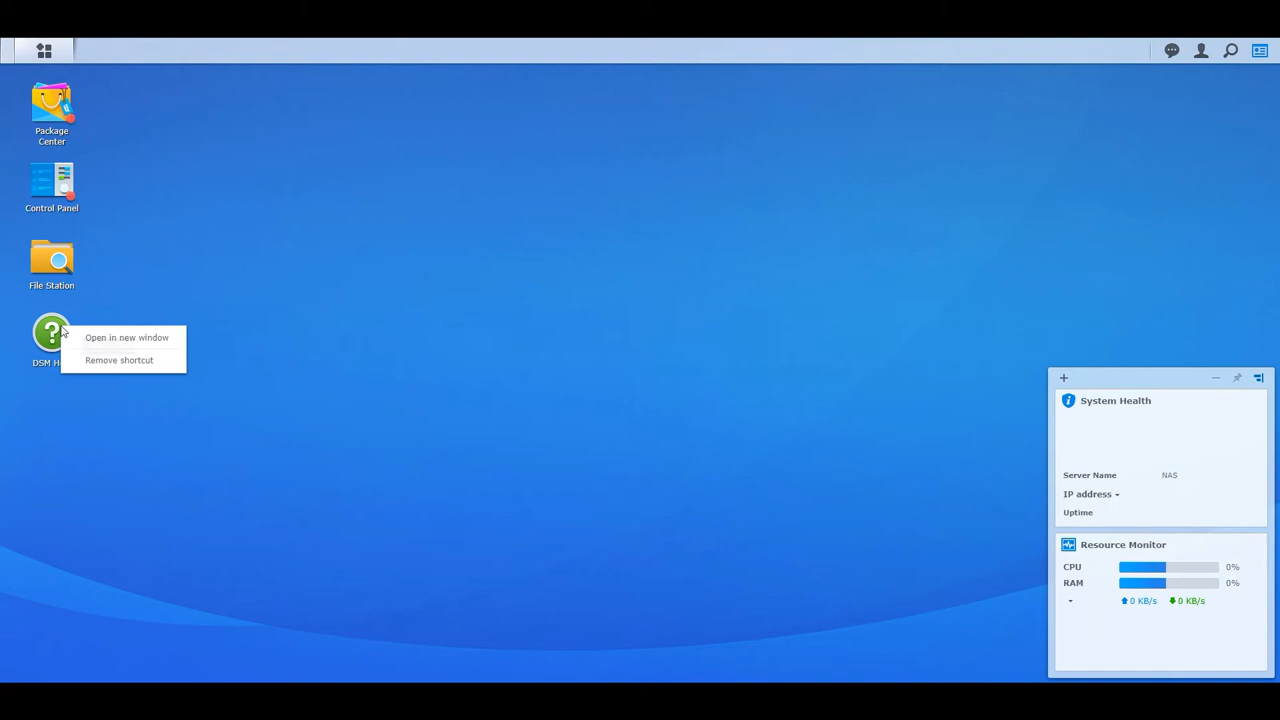 Package
Center
Control Panel
File Station
DSM H
Open in new window
Remove shortcut
System Health
Server Name NAS
IP address
Uptime
Resource Monitor
CPU 0%
RAM 0%
0 KB/s 0 KB/s